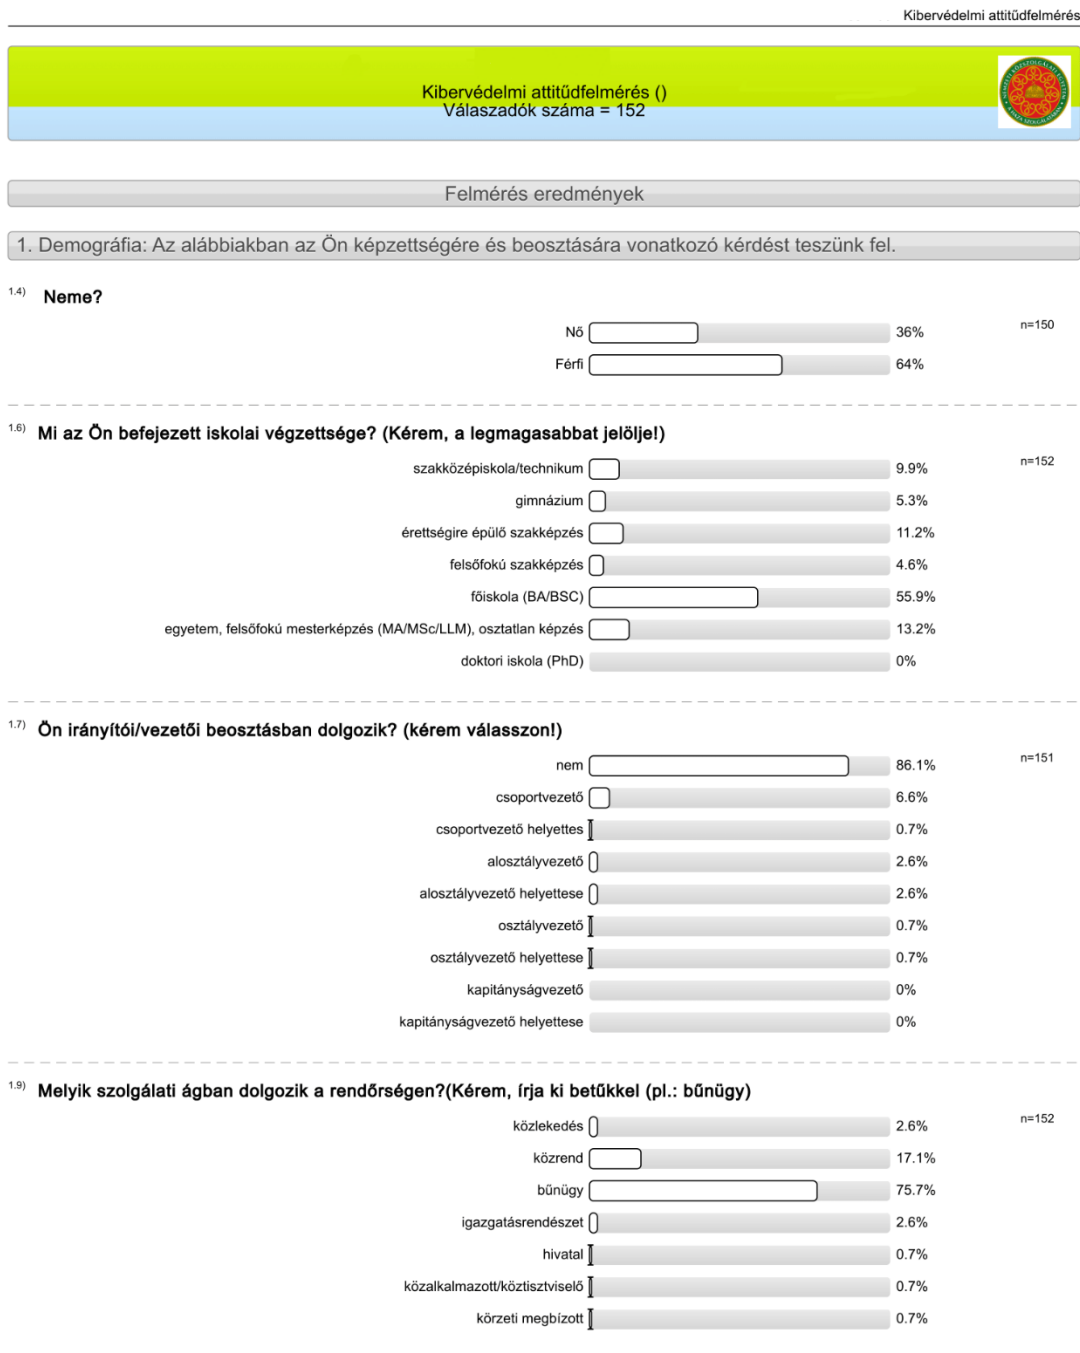 Kibervédelmi attitűdfelmérés
Kibervédelmi attitűdfelmérés ()
Válaszadók száma = 152
Felmérés eredmények
1. Demográfia: Az alábbiakban az Ön képzettségére és beosztására vonatkozó kérdést teszünk fel.
1.4) Neme?
Nő 36% n=150
Férfi 64%
1.6) Mi az Ön befejezett iskolai végzettsége? (Kérem, a legmagasabbat jelölje!)
szakközépiskola/technikum 9.9% n=152
gimnázium 5.3%
érettségire épülő szakképzés 11.2%
felsőfokú szakképzés 4.6%
főiskola (BA/BSC) 55.9%
egyetem, felsőfokú mesterképzés (MA/MSc/LLM), osztatlan képzés 13.2%
doktori iskola (PhD) 0%
1.7) Ön irányítói/vezetői beosztásban dolgozik? (kérem válasszon!)
nem 86.1% n=151
csoportvezető 6.6%
csoportvezető helyettes 0.7%
alosztályvezető 2.6%
alosztályvezető helyettese 2.6%
osztályvezető 0.7%
osztályvezető helyettese 0.7%
kapitányságvezető 0%
kapitányságvezető helyettese 0%
1.9) Melyik szolgálati ágban dolgozik a rendőrségen?(Kérem, írja ki betűkkel (pl.: bűnügy)
közlekedés 2.6% n=152
közrend 17.1%
bűnügy 75.7%
igazgatásrendészet 2.6%
hivatal 0.7%
közalkalmazott/köztisztviselő 0.7%
körzeti megbízott 0.7%